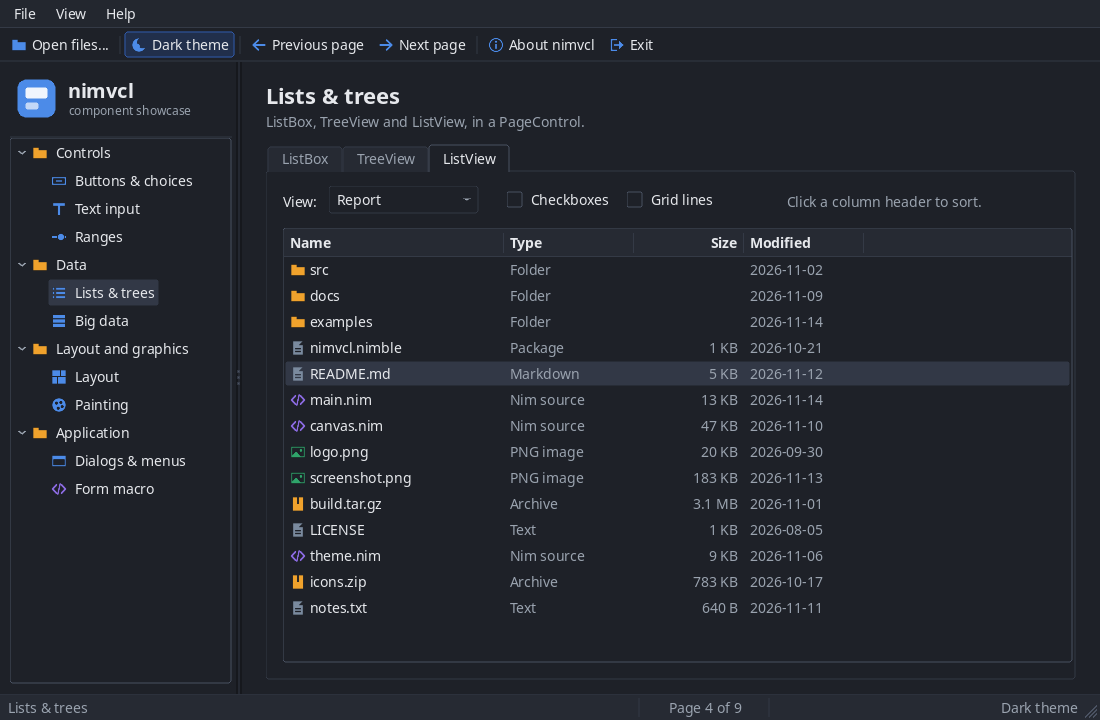 File View Help
Open files... Dark theme Previous page Next page About nimvcl Exit
nimvcl
component showcase
Controls
Buttons & choices
Text input
Ranges
Data
Lists & trees
Big data
Layout and graphics
Layout
Painting
Application
Dialogs & menus
Form macro
Lists & trees
ListBox, TreeView and ListView, in a PageControl.
ListBox TreeView ListView
View: Report Checkboxes Grid lines Click a column header to sort.
Name Type Size Modified
src Folder 2026-11-02
docs Folder 2026-11-09
examples Folder 2026-11-14
nimvcl.nimble Package 1 KB 2026-10-21
README.md Markdown 5 KB 2026-11-12
main.nim Nim source 13 KB 2026-11-14
canvas.nim Nim source 47 KB 2026-11-10
logo.png PNG image 20 KB 2026-09-30
screenshot.png PNG image 183 KB 2026-11-13
build.tar.gz Archive 3.1 MB 2026-11-01
LICENSE Text 1 KB 2026-08-05
theme.nim Nim source 9 KB 2026-11-06
icons.zip Archive 783 KB 2026-10-17
notes.txt Text 640 B 2026-11-11
Lists & trees Page 4 of 9 Dark theme